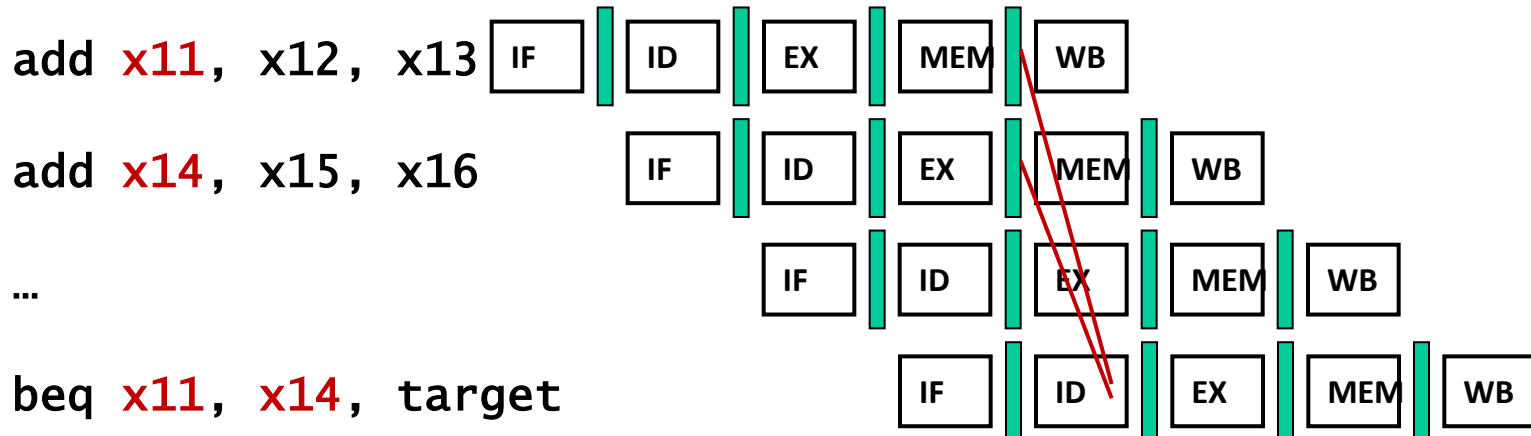 add x11, x12, x13 IF ID EX MEM WB
add x14, x15, x16 IF ID EX MEM WB
… IF ID EX MEM WB
beq x11, x14, target IF ID EX MEM WB